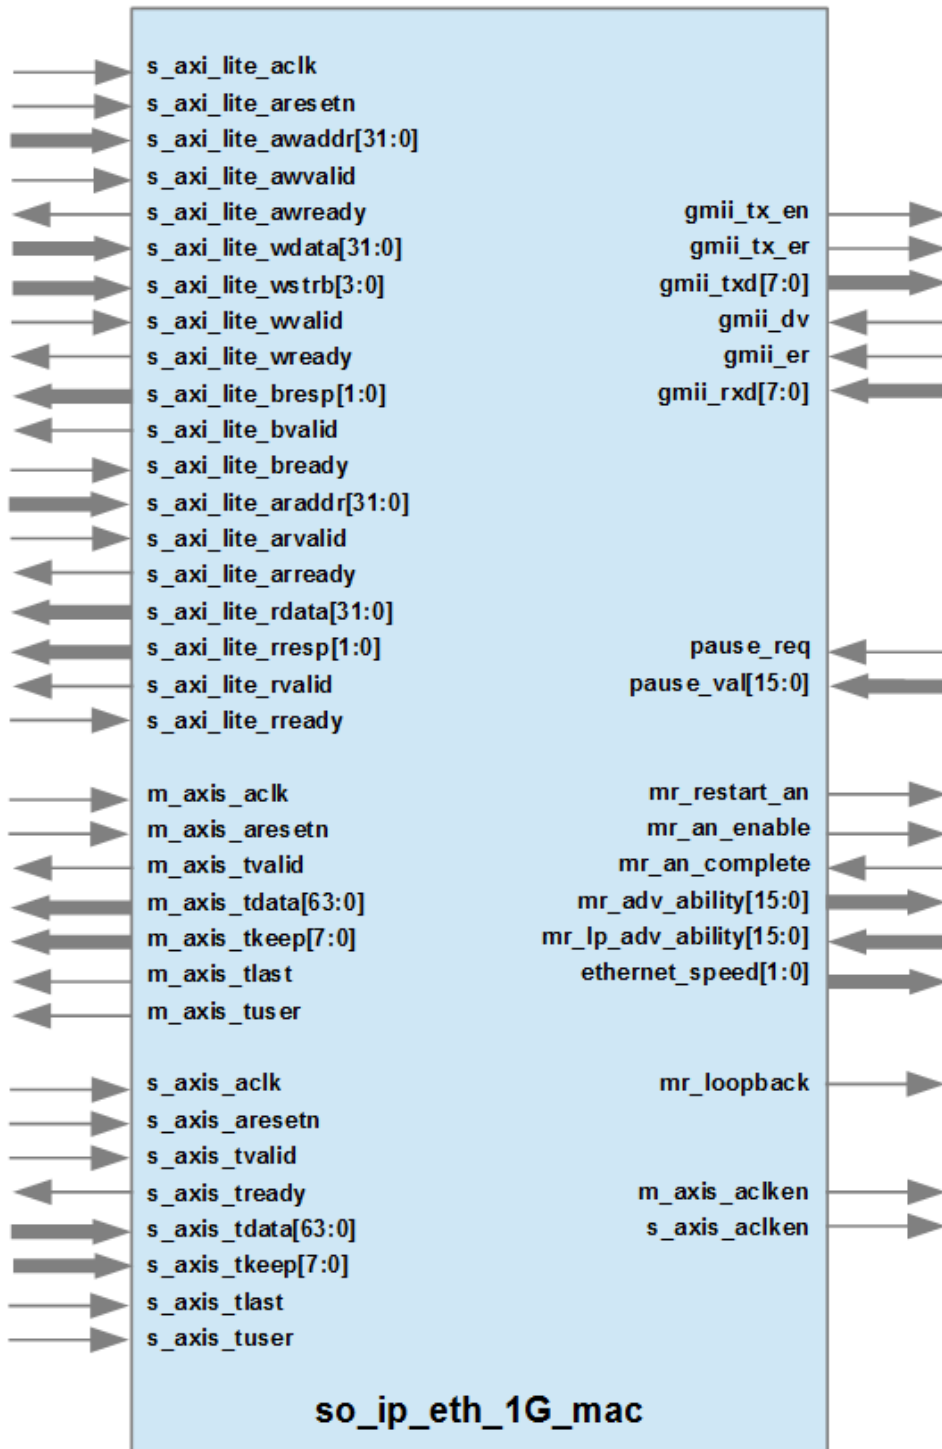 s_axi_lite_aclk
s_axi_lite_aresetn
s_axi_lite_awaddr[31:0]
s_axi_lite_awvalid
s_axi_lite_awready
s_axi_lite_wdata[31:0]
s_axi_lite_wstrb[3:0]
s_axi_lite_wvalid
s_axi_lite_wready
s_axi_lite_bresp[1:0]
s_axi_lite_bvalid
s_axi_lite_bready
s_axi_lite_araddr[31:0]
s_axi_lite_arvalid
s_axi_lite_arready
s_axi_lite_rdata[31:0]
s_axi_lite_rresp[1:0]
s_axi_lite_rvalid
s_axi_lite_rready
m_axis_aclk
m_axis_aresetn
m_axis_tvalid
m_axis_tdata[63:0]
m_axis_tkeep[7:0]
m_axis_tlast
m_axis_tuser
s_axis_aclk
s_axis_aresetn
s_axis_tvalid
s_axis_tready
s_axis_tdata[63:0]
s_axis_tkeep[7:0]
s_axis_tlast
s_axis_tuser
gmii_tx_en
gmii_tx_er
gmii_txd[7:0]
gmii_dv
gmii_er
gmii_rxd[7:0]
pause_req
pause_val[15:0]
mr_restart_an
mr_an_enable
mr_an_complete
mr_adv_ability[15:0]
mr_lp_adv_ability[15:0]
ethernet_speed[1:0]
mr_loopback
m_axis_aclken
s_axis_aclken
so_ip_eth_1G_mac